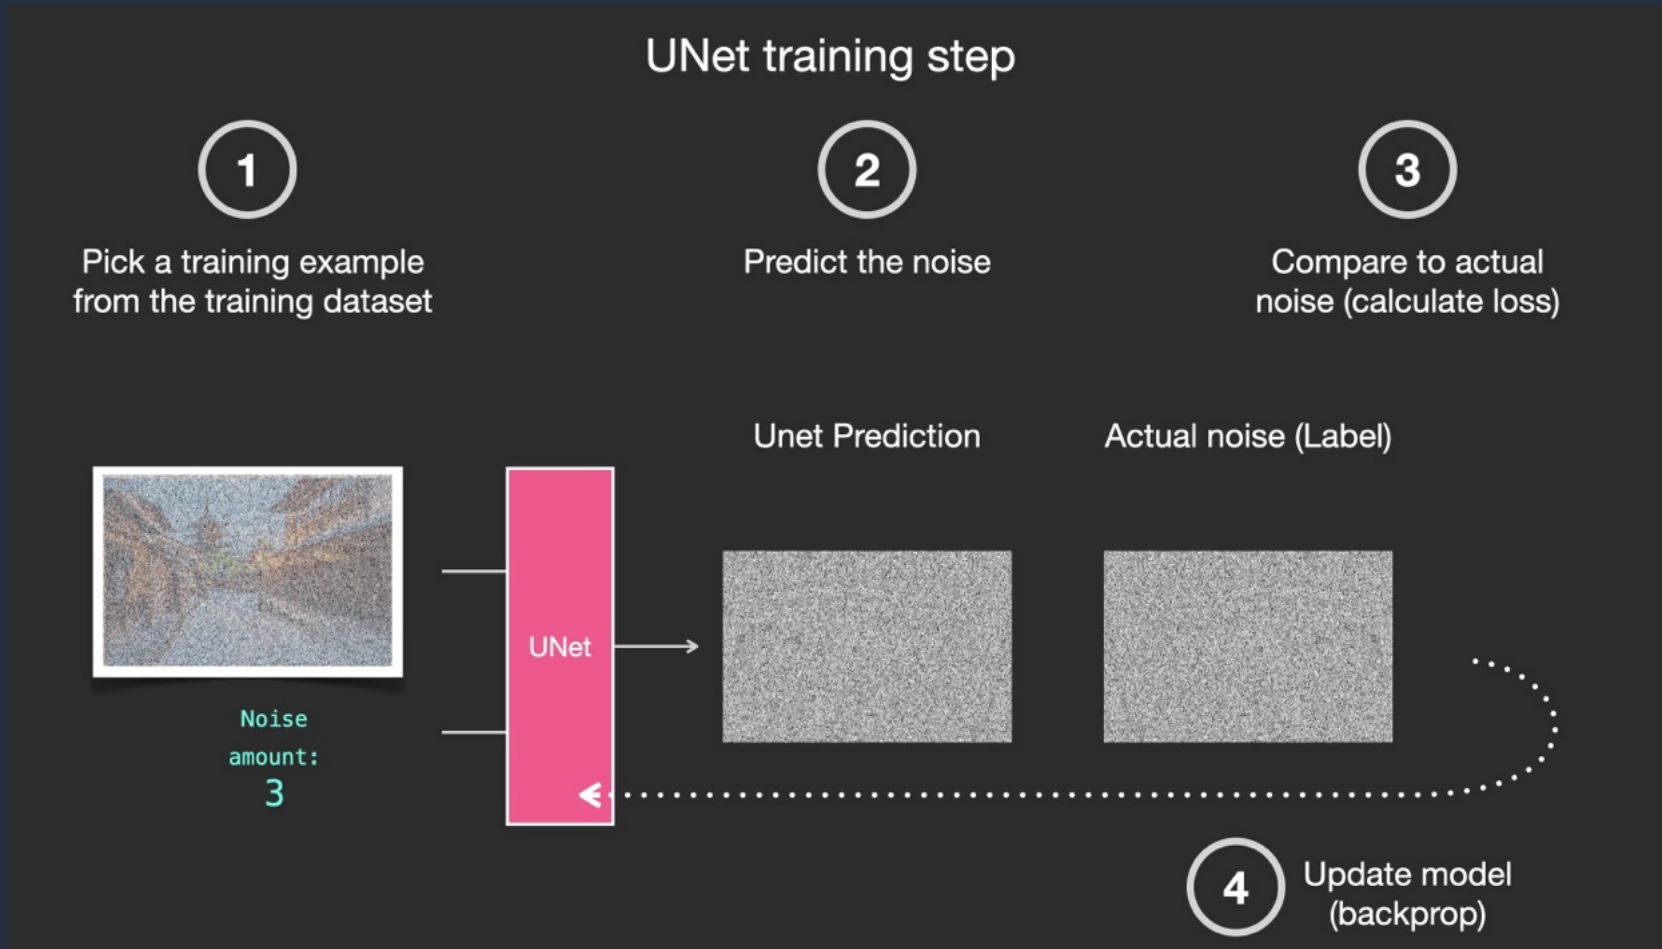 UNet training step
1
Pick a training example
from the training dataset
2
Predict the noise
3
Compare to actual
noise (calculate loss)
Unet Prediction
Actual noise (Label)
UNet
Noise
amount:
3
4
Update model
(backprop)